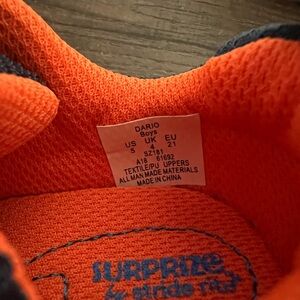 DARIO
Boys
US UK EU
5 4 21
SZ181
A18 61692
TEXTILE/PU UPPERS
ALL MAN MADE MATERIALS
MADE IN CHINA
SURPRIZE
by stride rite